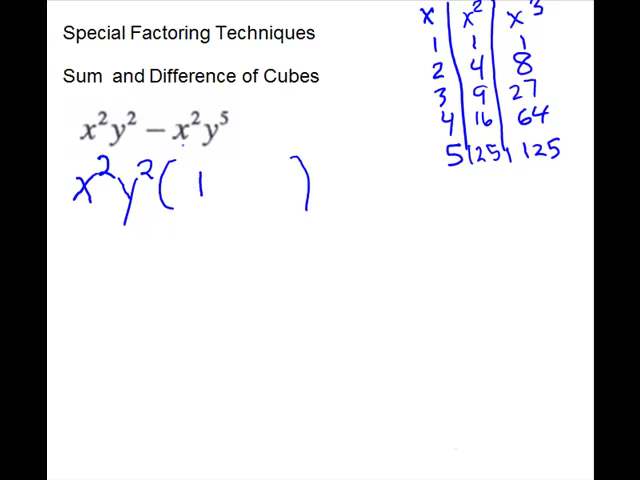 Special Factoring Techniques
Sum and Difference of Cubes
x²y² − x²y⁵
x²y²( 1 )
x | x² | x³
1 | 1 | 1
2 | 4 | 8
3 | 9 | 27
4 | 16 | 64
5 | 25 | 125